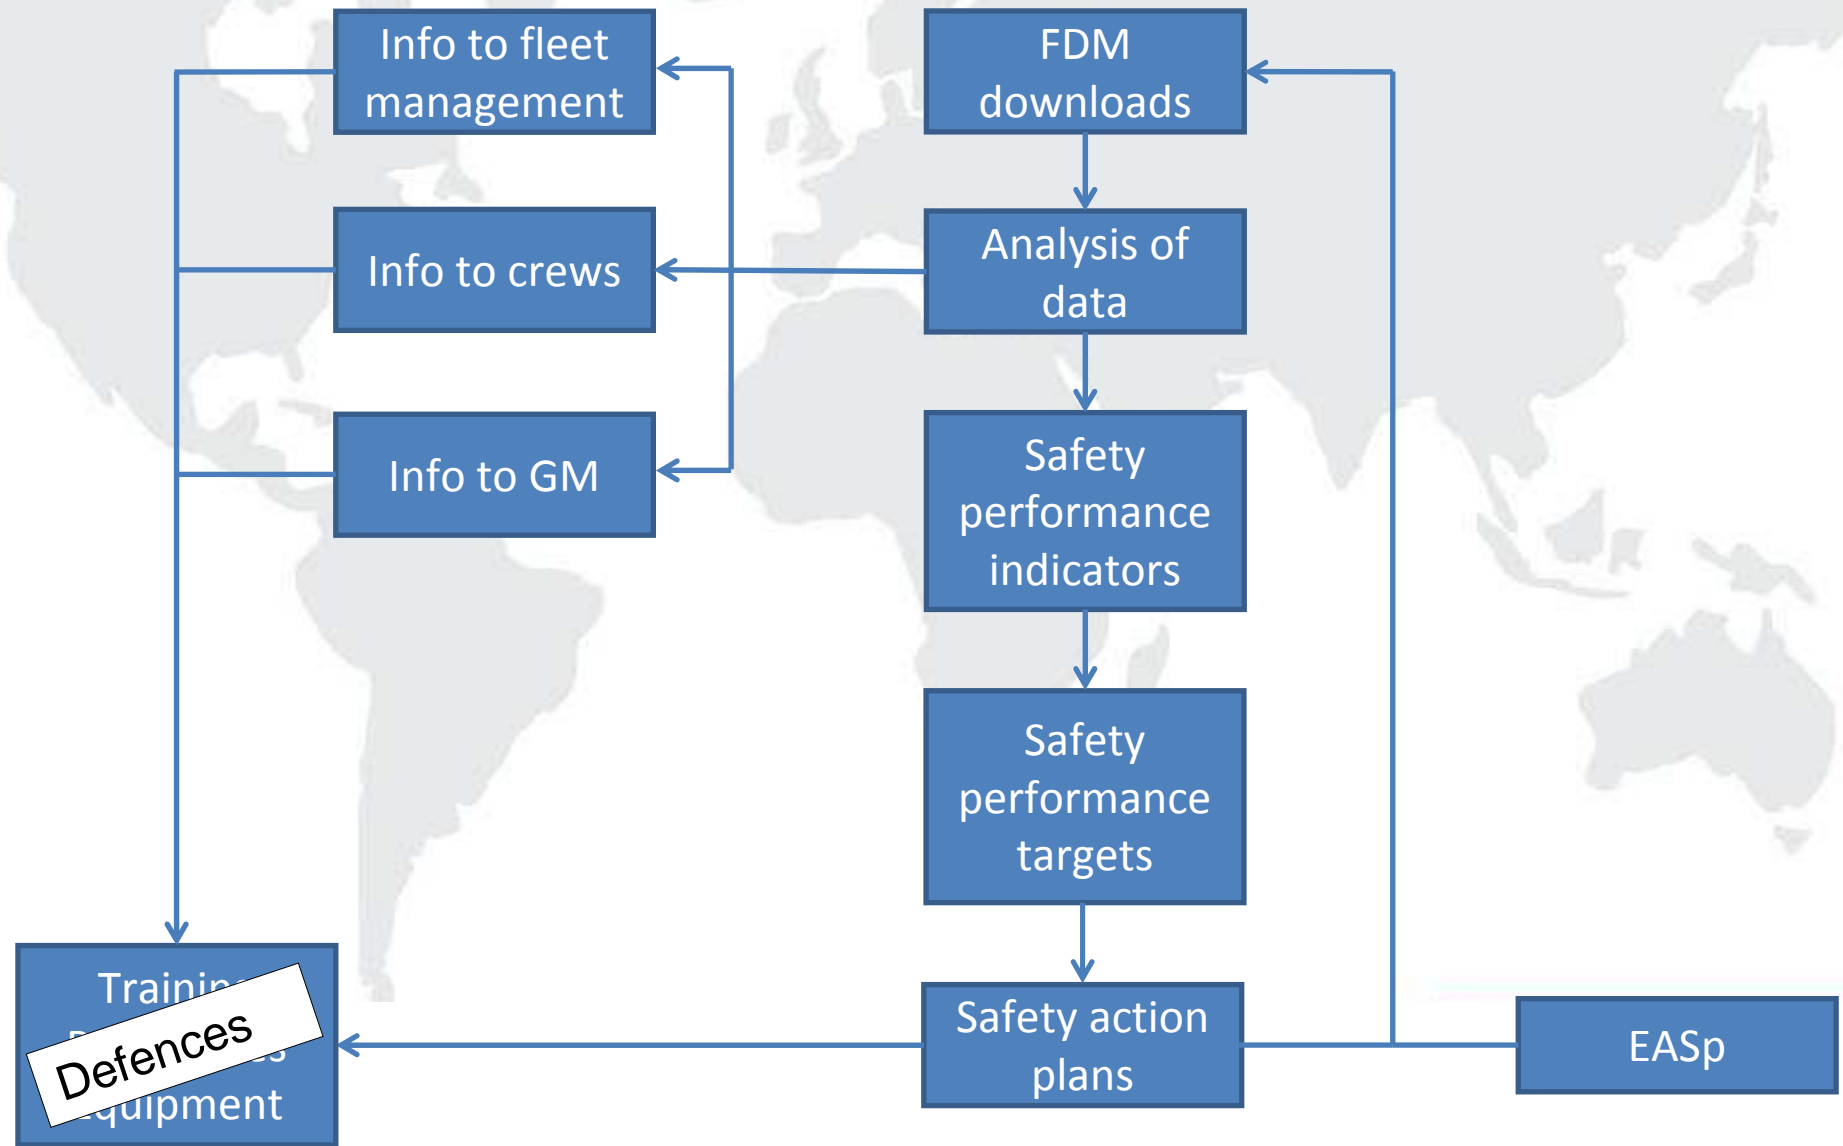 Info to fleet
management
FDM
downloads
Info to crews
Analysis of
data
Info to GM
Safety
performance
indicators
Safety
performance
targets
Defences
Safety action
plans
EASp